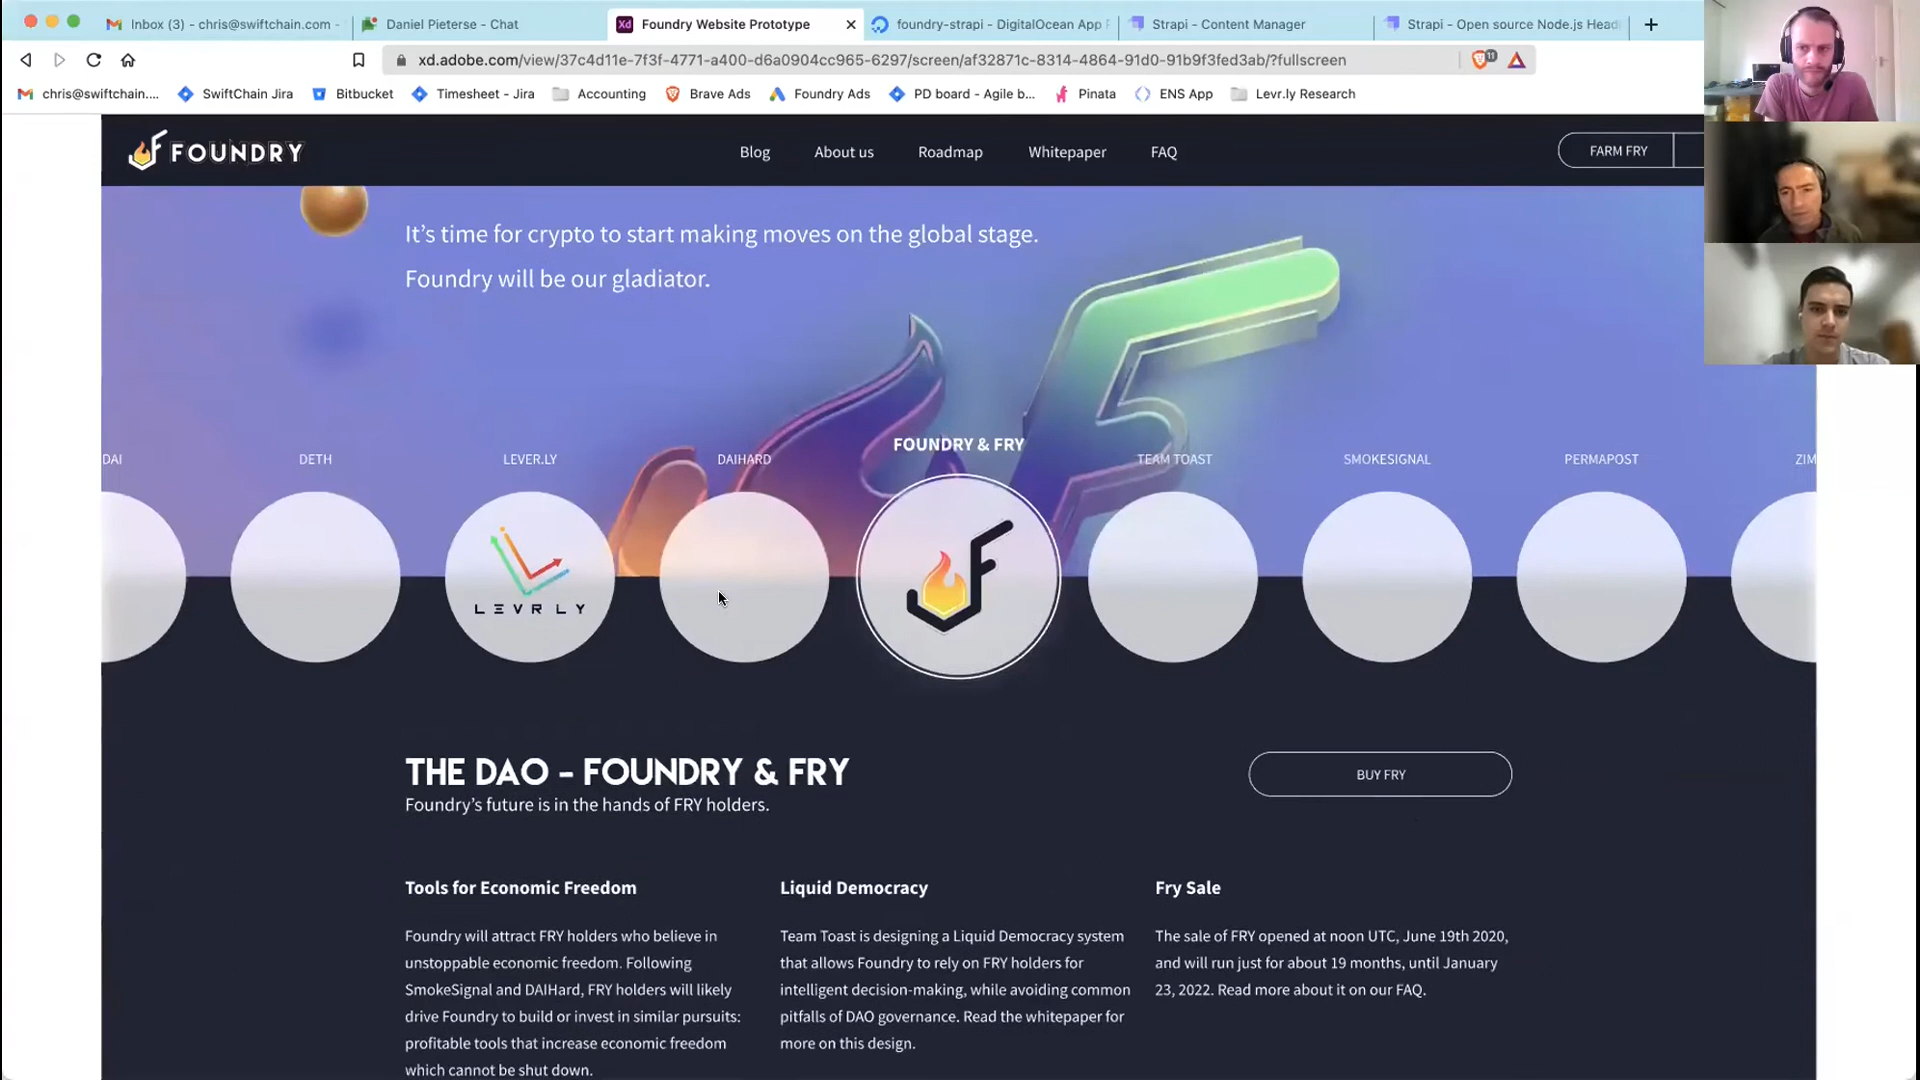 Inbox (3) - chris@swiftchain.com -
Daniel Pieterse - Chat
Foundry Website Prototype
foundry-strapi - DigitalOcean App P
Strapi - Content Manager
Strapi - Open source Node.js Head
xd.adobe.com/view/37c4d11e-7f3f-4771-a400-d6a0904cc965-6297/screen/af32871c-8314-4864-91d0-91b9f3fed3ab/?fullscreen
11
chris@swiftchain....
SwiftChain Jira
Bitbucket
Timesheet - Jira
Accounting
Brave Ads
Foundry Ads
PD board - Agile b...
Pinata
ENS App
Levr.ly Research
FOUNDRY
Blog
About us
Roadmap
Whitepaper
FAQ
FARM FRY
It's time for crypto to start making moves on the global stage.
Foundry will be our gladiator.
DAI
DETH
LEVER.LY
DAIHARD
FOUNDRY & FRY
TEAM TOAST
SMOKESIGNAL
PERMAPOST
ZIM
LEVRLY
THE DAO - FOUNDRY & FRY
Foundry's future is in the hands of FRY holders.
BUY FRY
Tools for Economic Freedom
Foundry will attract FRY holders who believe in
unstoppable economic freedom. Following
SmokeSignal and DAIHard, FRY holders will likely
drive Foundry to build or invest in similar pursuits:
profitable tools that increase economic freedom
which cannot be shut down.
Liquid Democracy
Team Toast is designing a Liquid Democracy system
that allows Foundry to rely on FRY holders for
intelligent decision-making, while avoiding common
pitfalls of DAO governance. Read the whitepaper for
more on this design.
Fry Sale
The sale of FRY opened at noon UTC, June 19th 2020,
and will run just for about 19 months, until January
23, 2022. Read more about it on our FAQ.